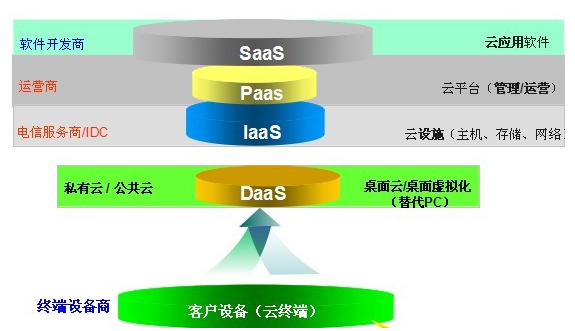 软件开发商
SaaS
云应用软件
运营商
Paas
云平台（管理/运营）
电信服务商/IDC
IaaS
云设施（主机、存储、网络
私有云 / 公共云
DaaS
桌面云/桌面虚拟化
（替代PC）
终端设备商
客户设备（云终端）